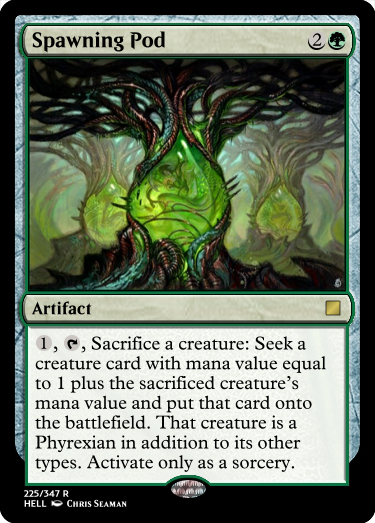 Spawning Pod 2
Artifact
1, T, Sacrifice a creature: Seek a
creature card with mana value equal
to 1 plus the sacrificed creature's
mana value and put that card onto
the battlefield. That creature is a
Phyrexian in addition to its other
types. Activate only as a sorcery.
225/347 R
HELL Chris Seaman